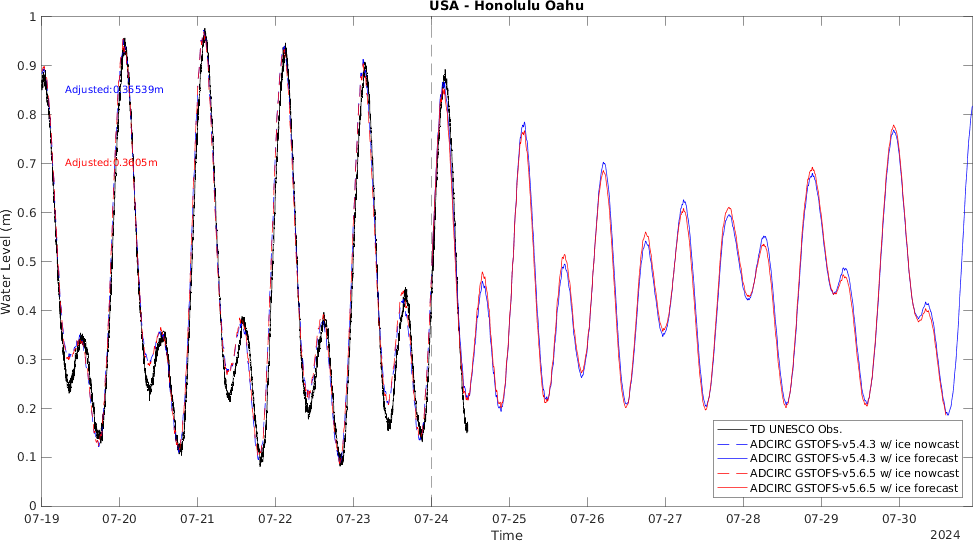 USA - Honolulu Oahu
Water Level (m)
1
0.9
0.8
0.7
0.6
0.5
0.4
0.3
0.2
0.1
0
Adjusted:0.35539m
Adjusted:0.3605m
TD UNESCO Obs.
ADCIRC GSTOFS-v5.4.3 w/ ice nowcast
ADCIRC GSTOFS-v5.4.3 w/ ice forecast
ADCIRC GSTOFS-v5.6.5 w/ ice nowcast
ADCIRC GSTOFS-v5.6.5 w/ ice forecast
07-19 07-20 07-21 07-22 07-23 07-24 07-25 07-26 07-27 07-28 07-29 07-30
Time
2024